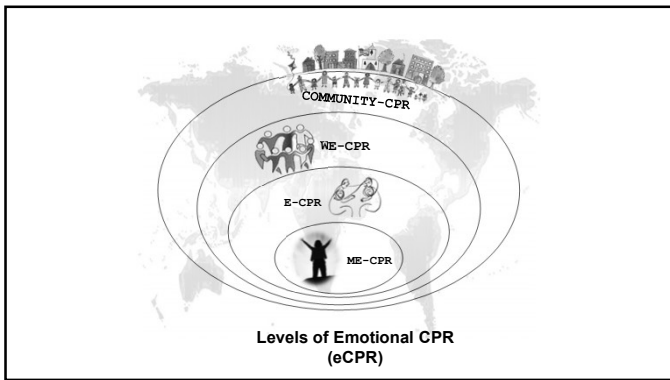 COMMUNITY-CPR
WE-CPR
E-CPR
ME-CPR
Levels of Emotional CPR
(eCPR)